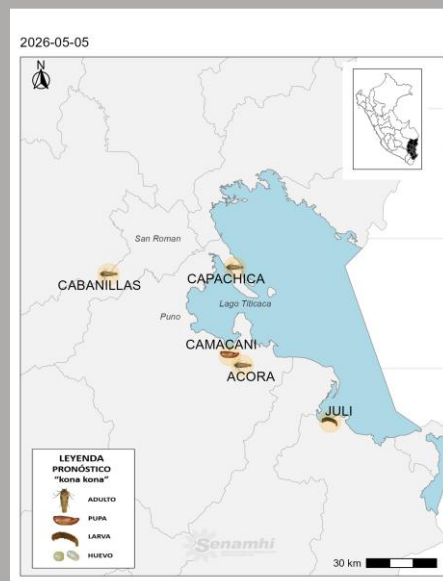 2026-05-05
N
San Roman
CABANILLAS
CAPACHICA
Lago Titicaca
Puno
CAMACANI
ACORA
JULI
LEYENDA
PRONÓSTICO
"kona kona"
ADULTO
PUPA
LARVA
HUEVO
Senamhi
30 km